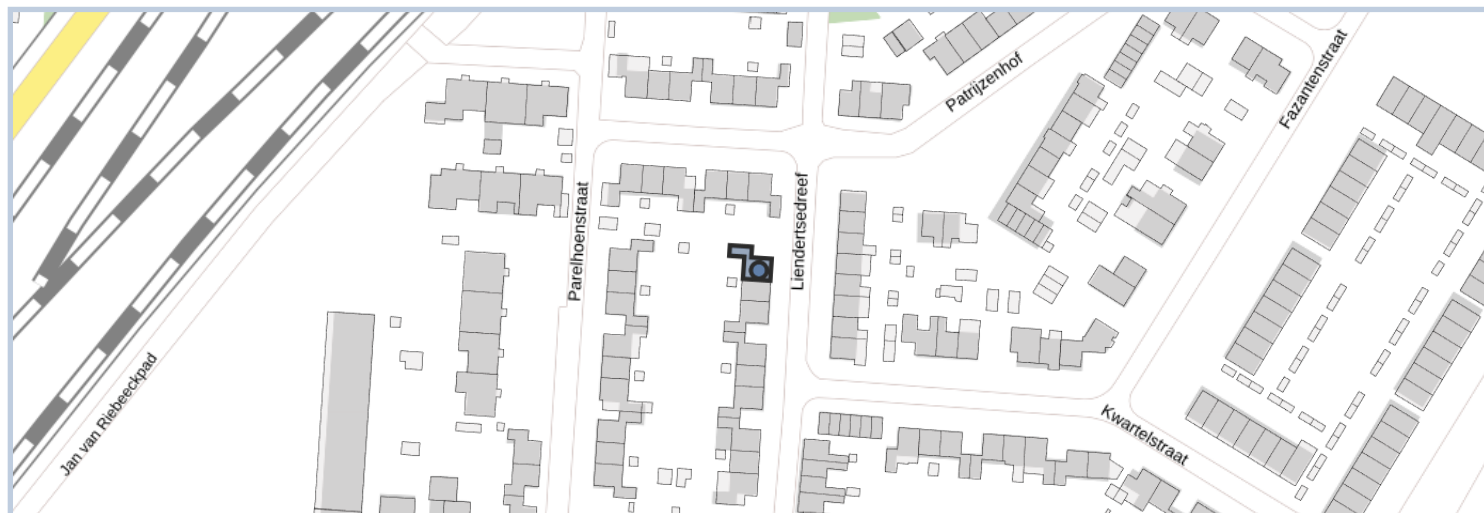 Patrijzenhof
Fazantenstraat
Parelhoenstraat
Liendertsedreef
Jan van Riebeeckpad
Kwartelstraat